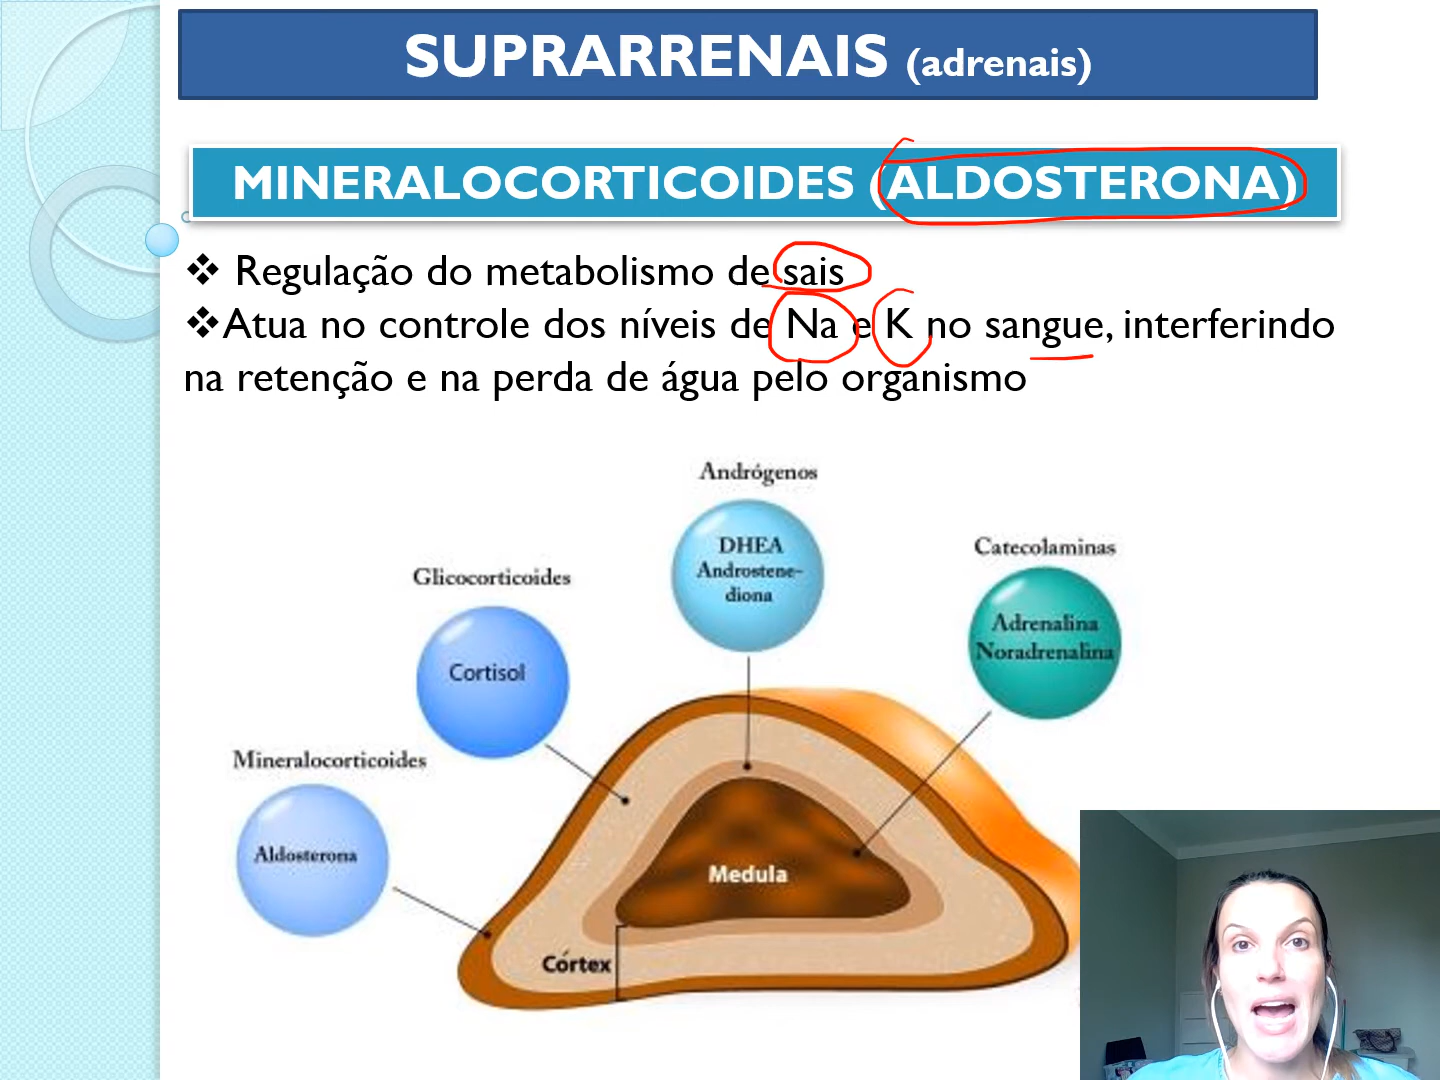 SUPRARRENAIS (adrenais)
MINERALOCORTICOIDES (ALDOSTERONA)
❖ Regulação do metabolismo de sais
❖Atua no controle dos níveis de Na e K no sangue, interferindo
na retenção e na perda de água pelo organismo
Andrógenos
DHEA
Androstene-
diona
Catecolaminas
Adrenalina
Noradrenalina
Glicocorticoides
Cortisol
Mineralocorticoides
Aldosterona
Medula
Córtex